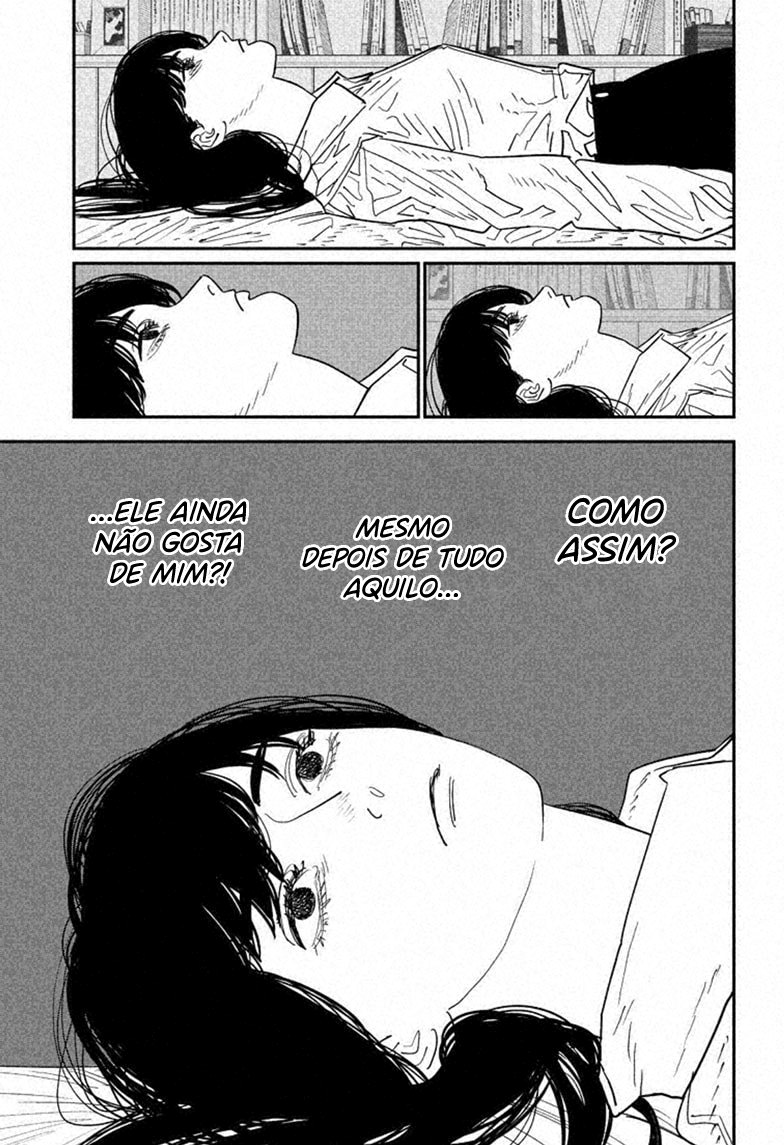 COMO
ASSIM?
MESMO
DEPOIS DE TUDO
AQUILO...
...ELE AINDA
NÃO GOSTA
DE MIM?!